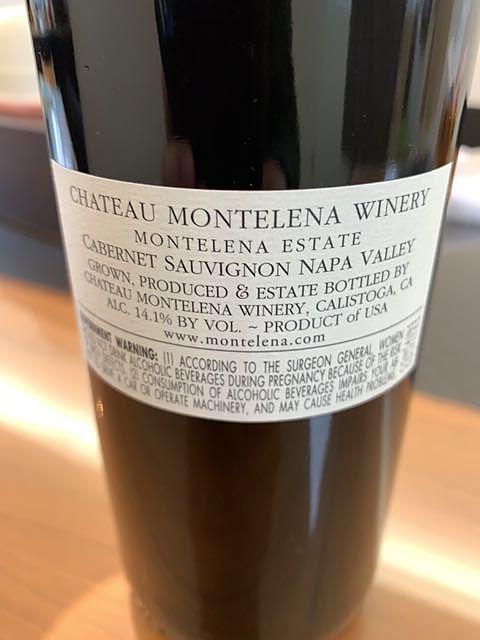 CHATEAU MONTELENA WINERY
MONTELENA ESTATE
CABERNET SAUVIGNON NAPA VALLEY
GROWN, PRODUCED & ESTATE BOTTLED BY
CHATEAU MONTELENA WINERY, CALISTOGA, CA
ALC. 14.1% BY VOL. ~ PRODUCT of USA
www.montelena.com
WARNING: (1) ACCORDING TO THE SURGEON GENERAL, WOMEN
DRINK ALCOHOLIC BEVERAGES DURING PREGNANCY BECAUSE OF THE RISK
(2) CONSUMPTION OF ALCOHOLIC BEVERAGES IMPAIRS YOUR
A CAR OR OPERATE MACHINERY, AND MAY CAUSE HEALTH